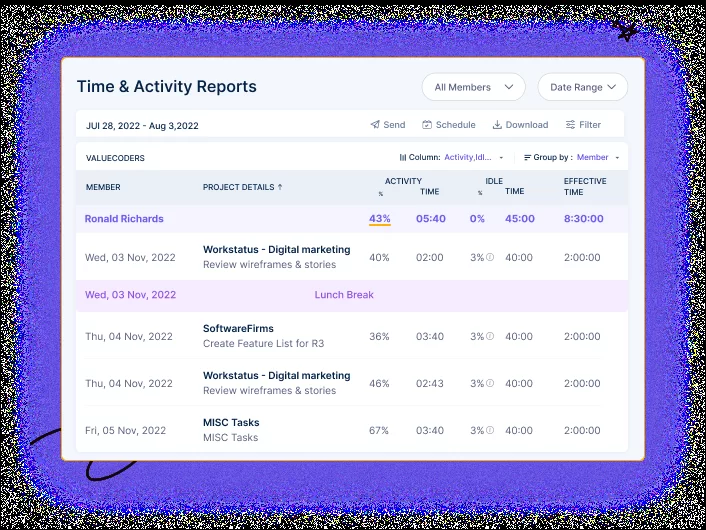 Time & Activity Reports
All Members
Date Range
JUl 28, 2022 - Aug 3,2022
Send
Schedule
Download
Filter
VALUECODERS
Column: Activity,Idl...
Group by : Member
MEMBER
PROJECT DETAILS ↑
ACTIVITY
%
TIME
IDLE
%
TIME
EFFECTIVE
TIME
Ronald Richards 43% 05:40 0% 45:00 8:30:00
Wed, 03 Nov, 2022 Workstatus - Digital marketing 40% 02:00 3% 40:00 2:00:00
Review wireframes & stories
Wed, 03 Nov, 2022 Lunch Break
Thu, 04 Nov, 2022 SoftwareFirms 36% 03:40 3% 40:00 2:00:00
Create Feature List for R3
Thu, 04 Nov, 2022 Workstatus - Digital marketing 46% 02:43 3% 40:00 2:00:00
Review wireframes & stories
Fri, 05 Nov, 2022 MISC Tasks 67% 03:40 3% 40:00 2:00:00
MISC Tasks